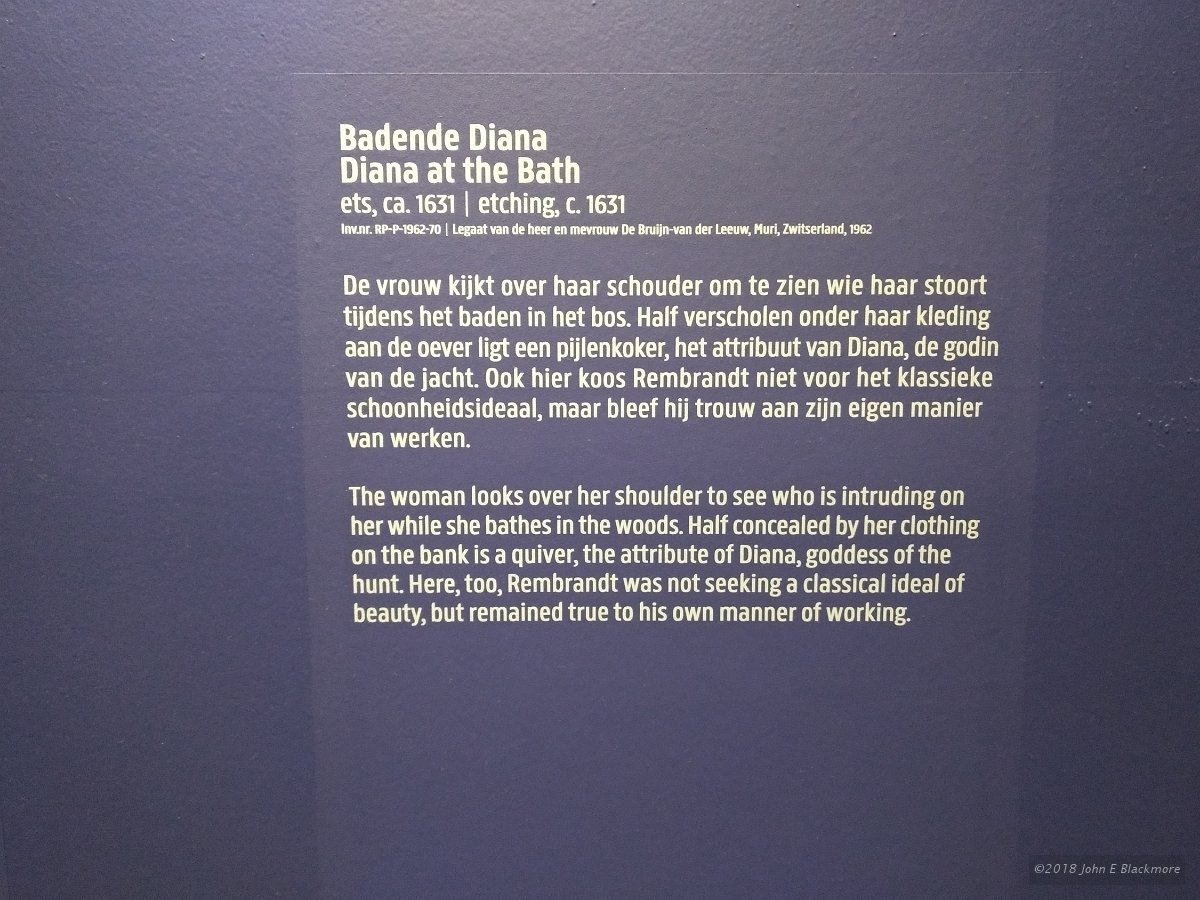 Badende Diana
Diana at the Bath
ets, ca. 1631 | etching, c. 1631
Inv.nr. RP-P-1962-70 | Legaat van de heer en mevrouw De Bruijn-van der Leeuw, Muri, Zwitserland, 1962
De vrouw kijkt over haar schouder om te zien wie haar stoort
tijdens het baden in het bos. Half verscholen onder haar kleding
aan de oever ligt een pijlenkoker, het attribuut van Diana, de godin
van de jacht. Ook hier koos Rembrandt niet voor het klassieke
schoonheidsideaal, maar bleef hij trouw aan zijn eigen manier
van werken.
The woman looks over her shoulder to see who is intruding on
her while she bathes in the woods. Half concealed by her clothing
on the bank is a quiver, the attribute of Diana, goddess of the
hunt. Here, too, Rembrandt was not seeking a classical ideal of
beauty, but remained true to his own manner of working.
©2018 John E Blackmore